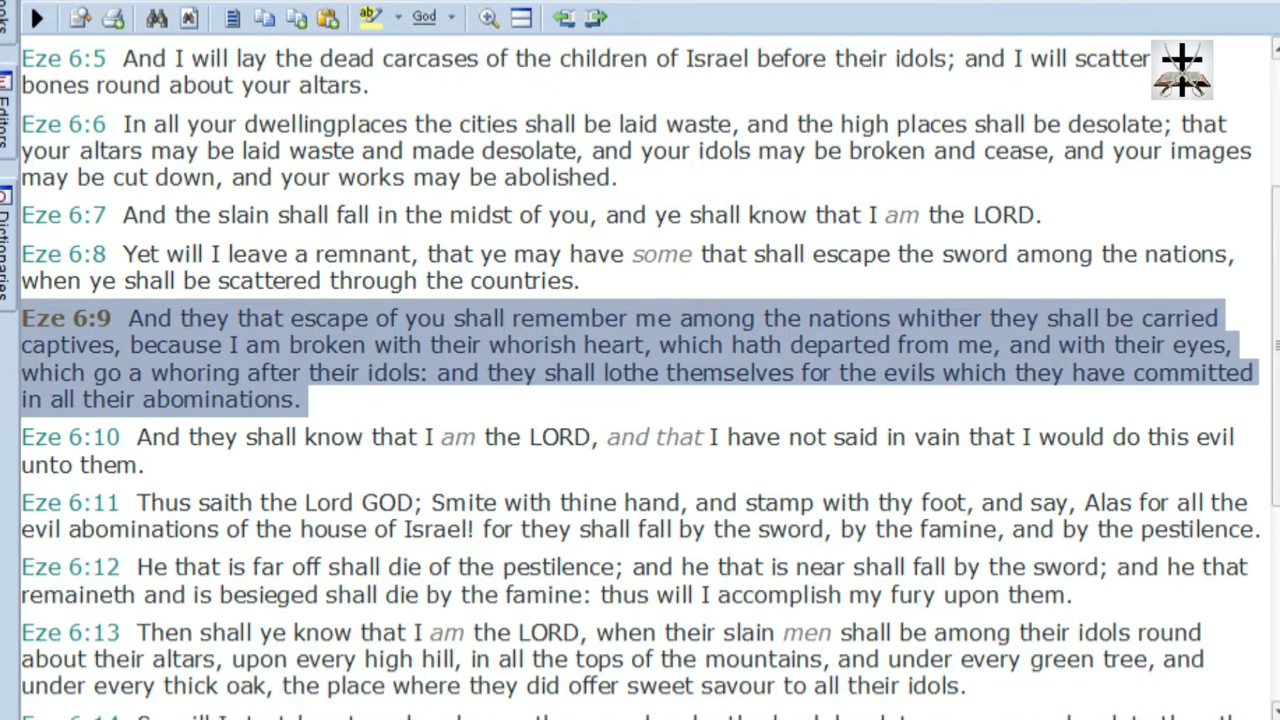 God
Editors
Dictionaries
Eze 6:5 And I will lay the dead carcases of the children of Israel before their idols; and I will scatter
bones round about your altars.
Eze 6:6 In all your dwellingplaces the cities shall be laid waste, and the high places shall be desolate; that
your altars may be laid waste and made desolate, and your idols may be broken and cease, and your images
may be cut down, and your works may be abolished.
Eze 6:7 And the slain shall fall in the midst of you, and ye shall know that I am the LORD.
Eze 6:8 Yet will I leave a remnant, that ye may have some that shall escape the sword among the nations,
when ye shall be scattered through the countries.
Eze 6:9 And they that escape of you shall remember me among the nations whither they shall be carried
captives, because I am broken with their whorish heart, which hath departed from me, and with their eyes,
which go a whoring after their idols: and they shall lothe themselves for the evils which they have committed
in all their abominations.
Eze 6:10 And they shall know that I am the LORD, and that I have not said in vain that I would do this evil
unto them.
Eze 6:11 Thus saith the Lord GOD; Smite with thine hand, and stamp with thy foot, and say, Alas for all the
evil abominations of the house of Israel! for they shall fall by the sword, by the famine, and by the pestilence.
Eze 6:12 He that is far off shall die of the pestilence; and he that is near shall fall by the sword; and he that
remaineth and is besieged shall die by the famine: thus will I accomplish my fury upon them.
Eze 6:13 Then shall ye know that I am the LORD, when their slain men shall be among their idols round
about their altars, upon every high hill, in all the tops of the mountains, and under every green tree, and
under every thick oak, the place where they did offer sweet savour to all their idols.